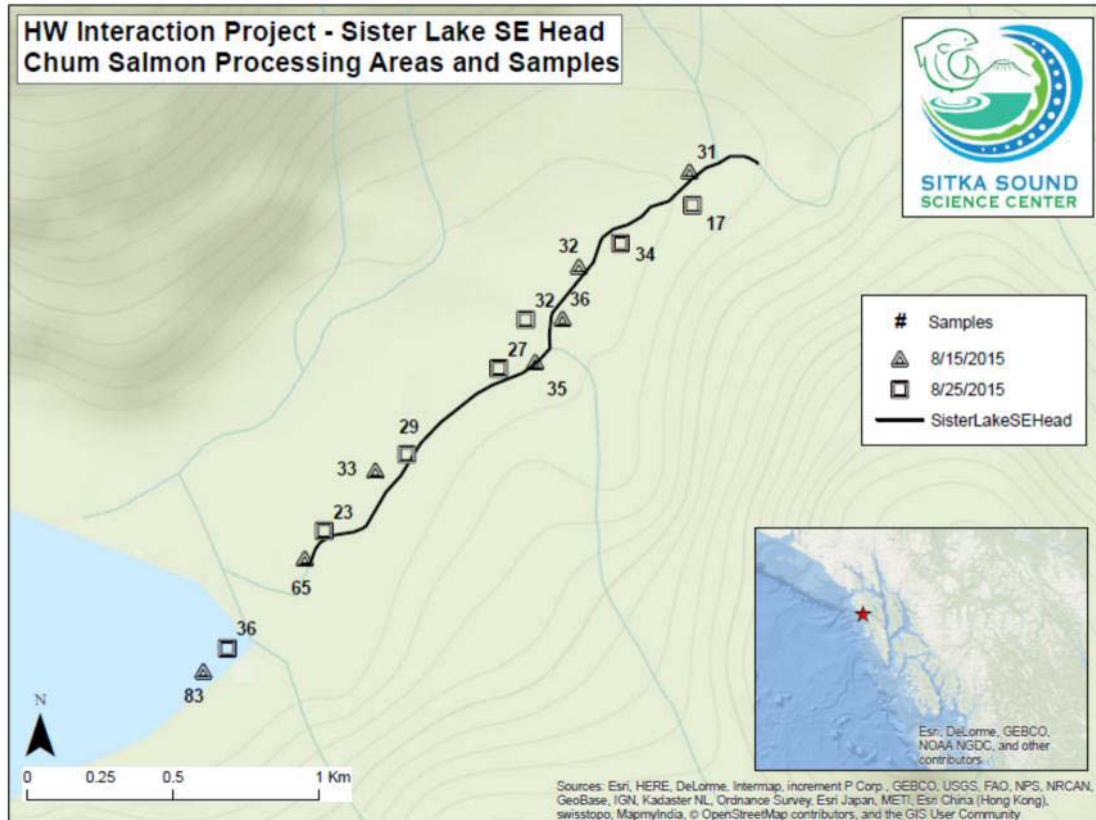 HW Interaction Project - Sister Lake SE Head
Chum Salmon Processing Areas and Samples
SITKA SOUND
SCIENCE CENTER
31
17
34
32
32
36
27
35
29
33
23
65
36
83
# Samples
8/15/2015
8/25/2015
SisterLakeSEHead
N
0 0.25 0.5 1 Km
Esri, DeLorme, GEBCO,
NOAA NGDC, and other
contributors
Sources: Esri, HERE, DeLorme, Intermap, increment P Corp., GEBCO, USGS, FAO, NPS, NRCAN,
GeoBase, IGN, Kadaster NL, Ordnance Survey, Esri Japan, METI, Esri China (Hong Kong),
swisstopo, MapmyIndia, © OpenStreetMap contributors, and the GIS User Community